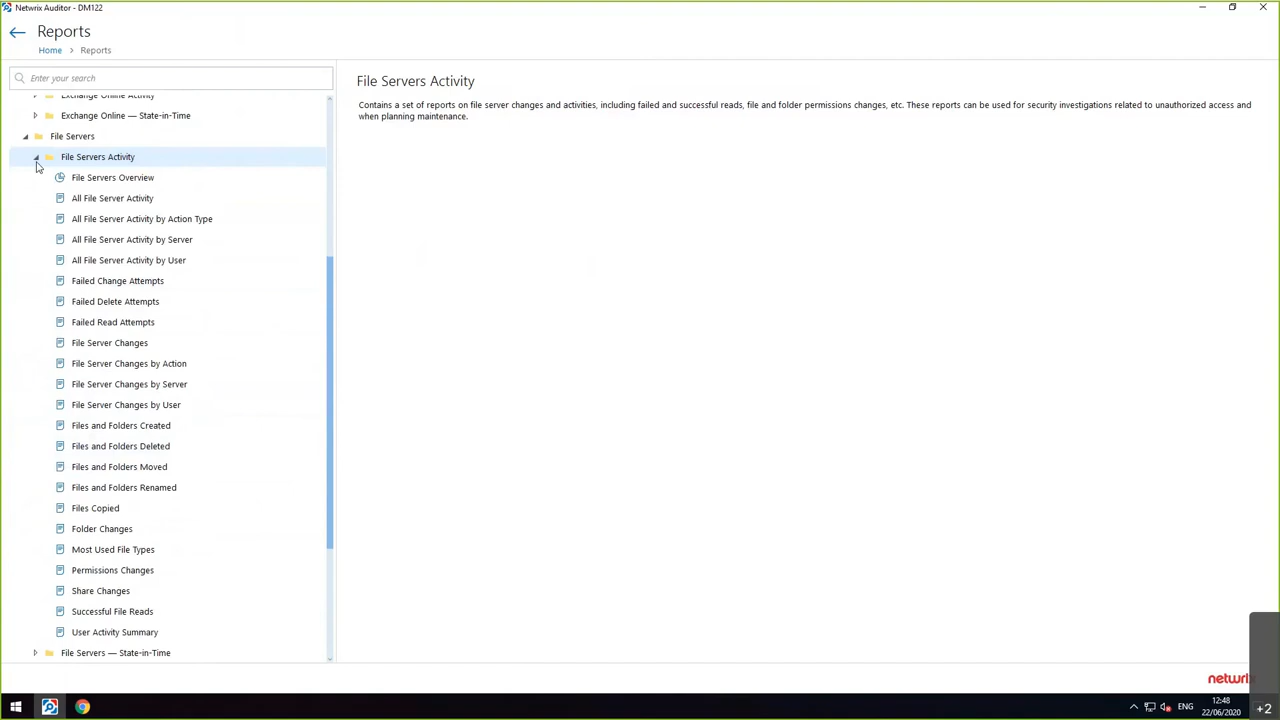 Netwrix Auditor - DM122
Reports
Home > Reports
Enter your search
Exchange Online Activity
Exchange Online — State-in-Time
File Servers
File Servers Activity
File Servers Overview
All File Server Activity
All File Server Activity by Action Type
All File Server Activity by Server
All File Server Activity by User
Failed Change Attempts
Failed Delete Attempts
Failed Read Attempts
File Server Changes
File Server Changes by Action
File Server Changes by Server
File Server Changes by User
Files and Folders Created
Files and Folders Deleted
Files and Folders Moved
Files and Folders Renamed
Files Copied
Folder Changes
Most Used File Types
Permissions Changes
Share Changes
Successful File Reads
User Activity Summary
File Servers — State-in-Time
File Servers Activity
Contains a set of reports on file server changes and activities, including failed and successful reads, file and folder permissions changes, etc. These reports can be used for security investigations related to unauthorized access and
when planning maintenance.
netwrix
ENG
12:48
22/06/2020
+2